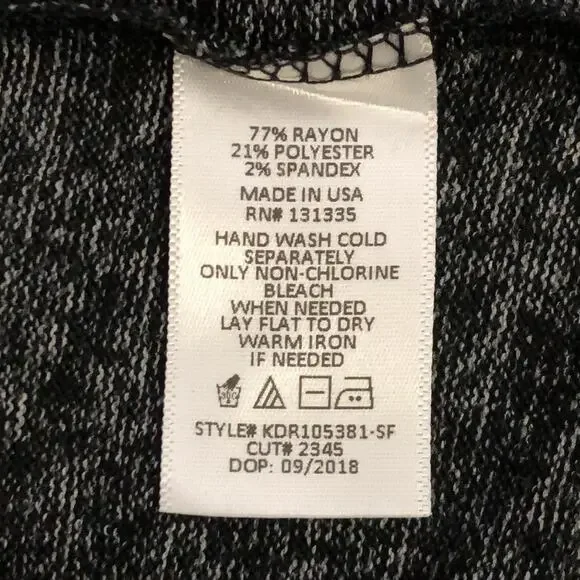 77% RAYON
21% POLYESTER
2% SPANDEX
MADE IN USA
RN# 131335
HAND WASH COLD
SEPARATELY
ONLY NON-CHLORINE
BLEACH
WHEN NEEDED
LAY FLAT TO DRY
WARM IRON
IF NEEDED
STYLE# KDR105381-SF
CUT# 2345
DOP: 09/2018